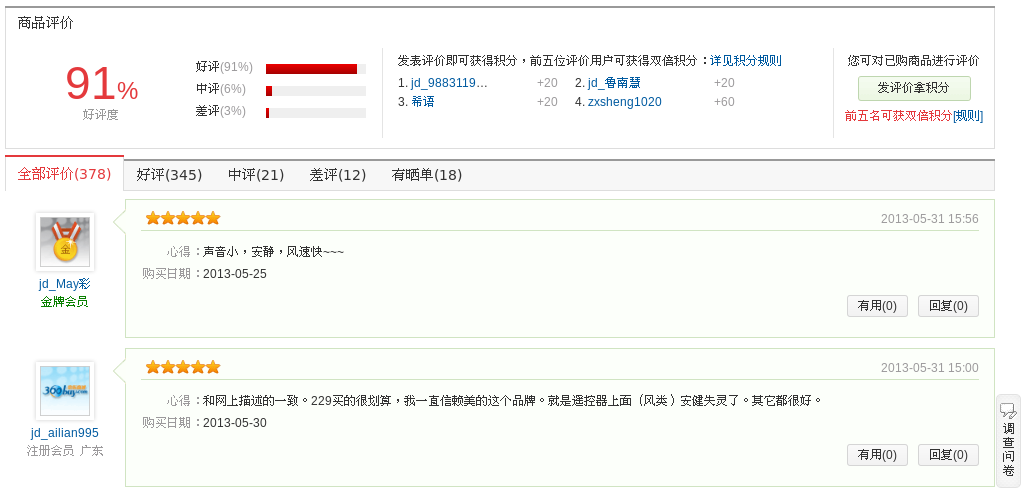 商品评价
91%
好评度
好评(91%)
中评(6%)
差评(3%)
发表评价即可获得积分，前五位评价用户可获得双倍积分：详见积分规则
1. jd_9883119… +20 2. jd_鲁南慧 +20
3. 希语 +20 4. zxsheng1020 +60
您可对已购商品进行评价
发评价拿积分
前五名可获双倍积分[规则]
全部评价(378) 好评(345) 中评(21) 差评(12) 有晒单(18)
金
jd_May彩
金牌会员
2013-05-31 15:56
心得：声音小，安静，风速快~~~
购买日期：2013-05-25
有用(0) 回复(0)
360buy.com
jd_ailian995
注册会员 广东
2013-05-31 15:00
心得：和网上描述的一致。229买的很划算，我一直信赖美的这个品牌。就是遥控器上面（风类）安健失灵了。其它都很好。
购买日期：2013-05-30
有用(0) 回复(0)
调查问卷